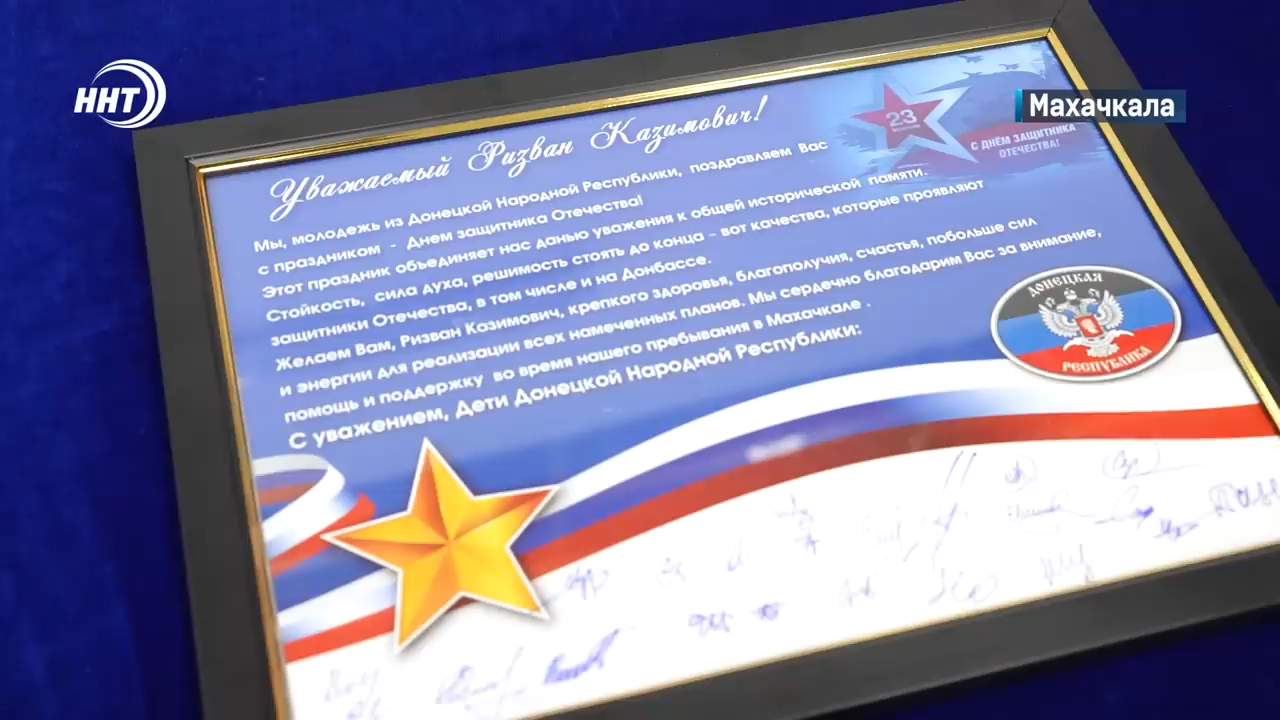 ННТ
Махачкала
23
февраля
С ДНЁМ ЗАЩИТНИКА
ОТЕЧЕСТВА!
Уважаемый Ризван Казимович!
Мы, молодежь из Донецкой Народной Республики, поздравляем Вас
с праздником - Днем защитника Отечества!
Этот праздник объединяет нас данью уважения к общей исторической памяти.
Стойкость, сила духа, решимость стоять до конца – вот качества, которые проявляют
защитники Отечества, в том числе и на Донбассе.
Желаем Вам, Ризван Казимович, крепкого здоровья, благополучия, счастья, побольше сил
и энергии для реализации всех намеченных планов. Мы сердечно благодарим Вас за внимание,
помощь и поддержку во время нашего пребывания в Махачкале .
С уважением, Дети Донецкой Народной Республики:
ДОНЕЦКАЯ
РЕСПУБЛИКА